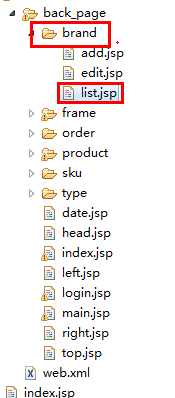 back_page
brand
add.jsp
edit.jsp
list.jsp
frame
order
product
sku
type
date.jsp
head.jsp
index.jsp
left.jsp
login.jsp
main.jsp
right.jsp
top.jsp
web.xml
index.jsp